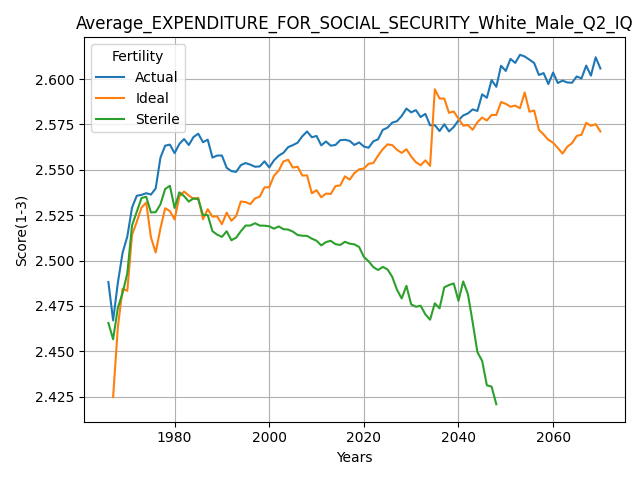 Average_EXPENDITURE_FOR_SOCIAL_SECURITY_White_Male_Q2_IQ
Fertility
Actual
Ideal
Sterile
Score(1-3)
2.600
2.575
2.550
2.525
2.500
2.475
2.450
2.425
1980 2000 2020 2040 2060
Years